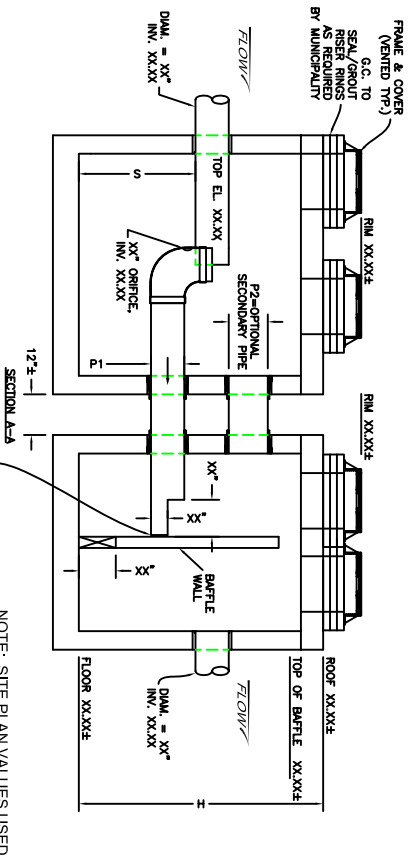 FRAME & COVER
(VENTED TYP.)
G.C. TO
SEAL/GROUT
RISER RINGS
AS REQUIRED
BY MUNICIPALITY
RIM XX.XX±
RIM XX.XX±
ROOF XX.XX±
TOP OF BAFFLE XX.XX±
FLOW
DIAM. = XX"
INV. XX.XX
TOP EL. XX.XX
S
XX" ORIFICE,
INV. XX.XX
P2=OPTIONAL
SECONDARY PIPE
P1
12"±
SECTION A-A
XX"
XX"
XX"
BAFFLE
WALL
FLOW
DIAM. = XX"
INV. XX.XX
FLOOR XX.XX±
H
NOTE: SITE PLAN VALUES USED